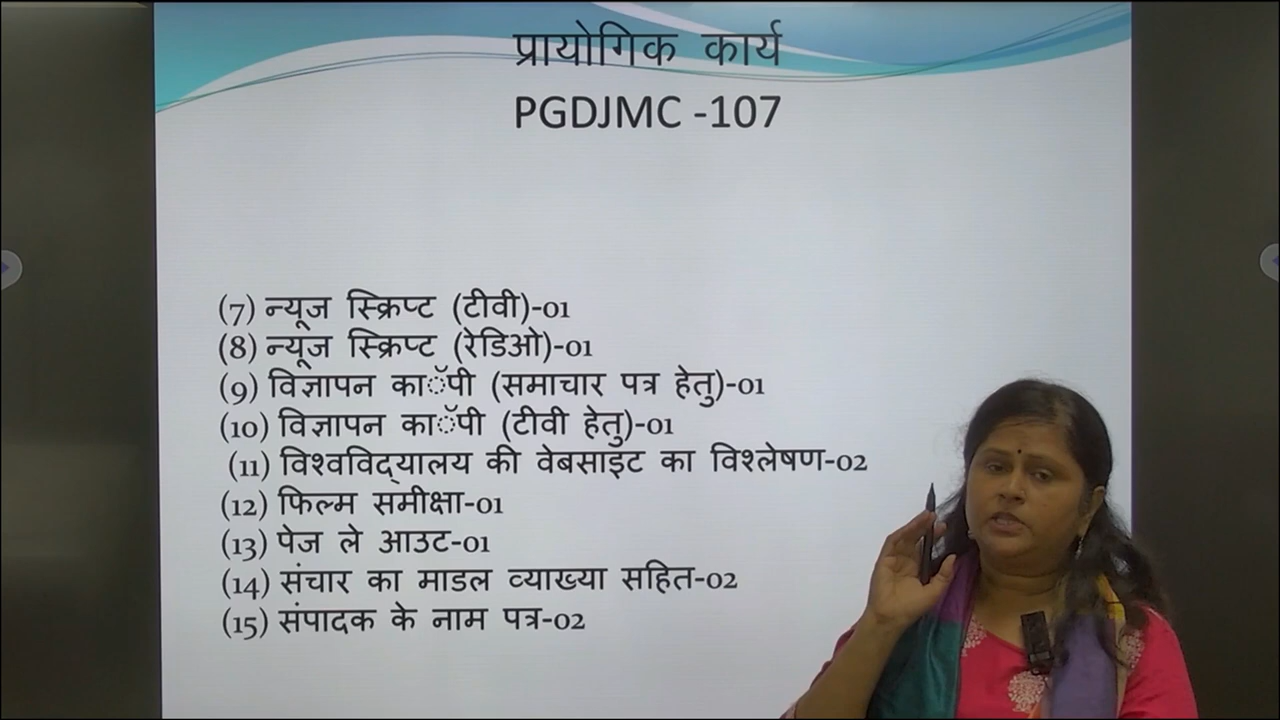 प्रायोगिक कार्य
PGDJMC -107
(7) न्यूज स्क्रिप्ट (टीवी)-01
(8) न्यूज स्क्रिप्ट (रेडिओ)-01
(9) विज्ञापन काॅपी (समाचार पत्र हेतु)-01
(10) विज्ञापन काॅपी (टीवी हेतु)-01
(11) विश्वविद्यालय की वेबसाइट का विश्लेषण-02
(12) फिल्म समीक्षा-01
(13) पेज ले आउट-01
(14) संचार का माडल व्याख्या सहित-02
(15) संपादक के नाम पत्र-02